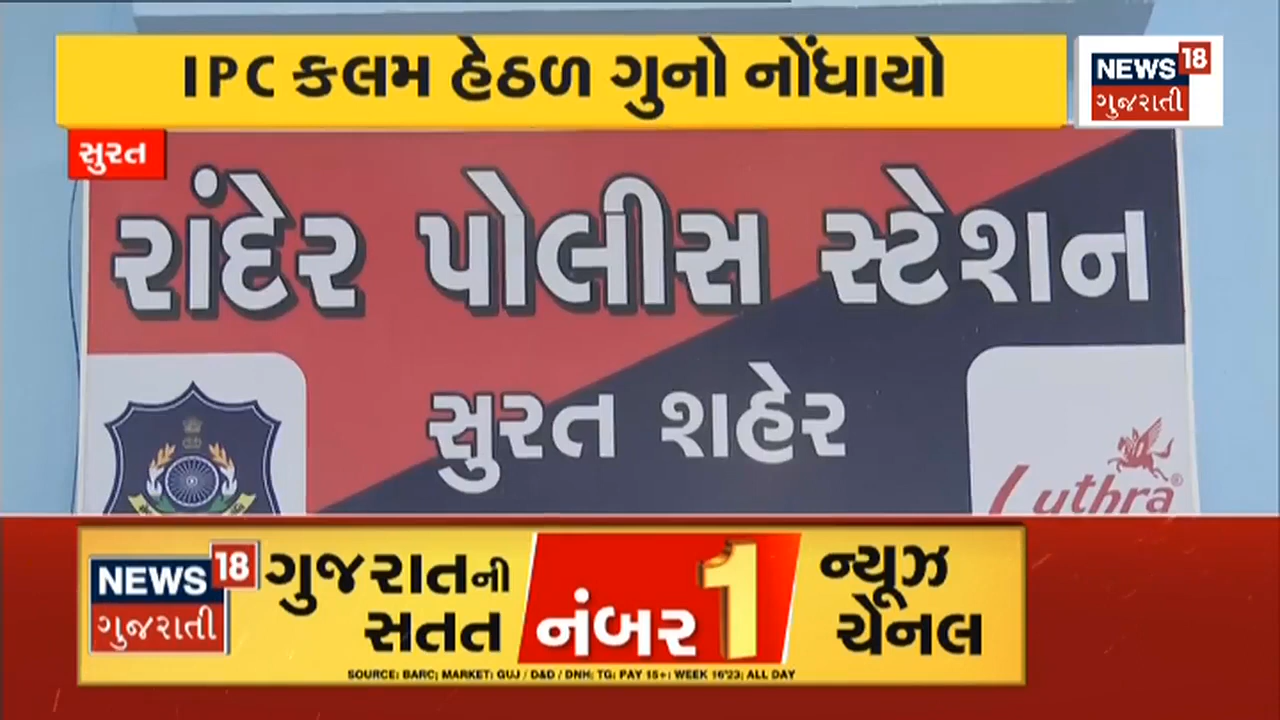 IPC કલમ હેઠળ ગુનો નોંધાયો
NEWS 18
ગુજરાતી
સુરત
રાંદેર પોલીસ સ્ટેશન
સુરત શહેર
Luthra
NEWS 18
ગુજરાતી
ગુજરાતની
સતત
નંબર 1
ન્યૂઝ
ચેનલ
SOURCE: BARC; MARKET: GUJ / D&D / DNH; TG: PAY 15+; WEEK 16'23; ALL DAY